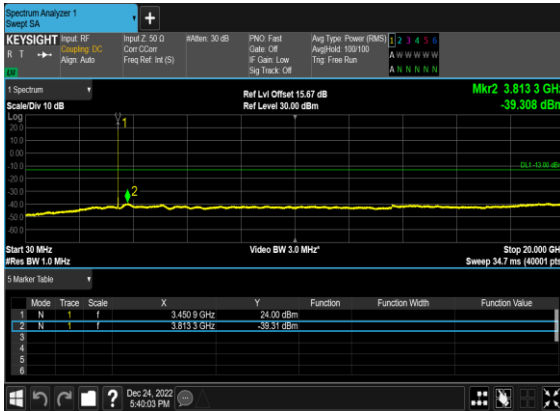 Spectrum Analyzer 1
Swept SA
+
KEYSIGHT Input: RF Input Z: 50 Ω #Atten: 30 dB PNO: Fast Avg Type: Power (RMS) 1 2 3 4 5 6
R T Coupling: DC Corr CCorr Gate: Off Avg|Hold: 100/100 A W W W W W
Align: Auto Freq Ref: Int (S) IF Gain: Low Trig: Free Run
Sig Track: Off A N N N N N
1 Spectrum
Scale/Div 10 dB Ref Lvl Offset 15.67 dB Mkr2 3.813 3 GHz
Ref Level 30.00 dBm -39.308 dBm
Log
20.0
10.0
0.00
-10.0
-20.0
-30.0
-40.0
-50.0
-60.0
1
2
DL1 -13.00 dBm
Start 30 MHz Video BW 3.0 MHz* Stop 20.000 GHz
#Res BW 1.0 MHz Sweep 34.7 ms (40001 pts)
5 Marker Table
Mode Trace Scale X Y Function Function Width Function Value
1 N 1 f 3.450 9 GHz 24.00 dBm
2 N 1 f 3.813 3 GHz -39.31 dBm
3
4
5
6
? Dec 24, 2022
5:40:03 PM